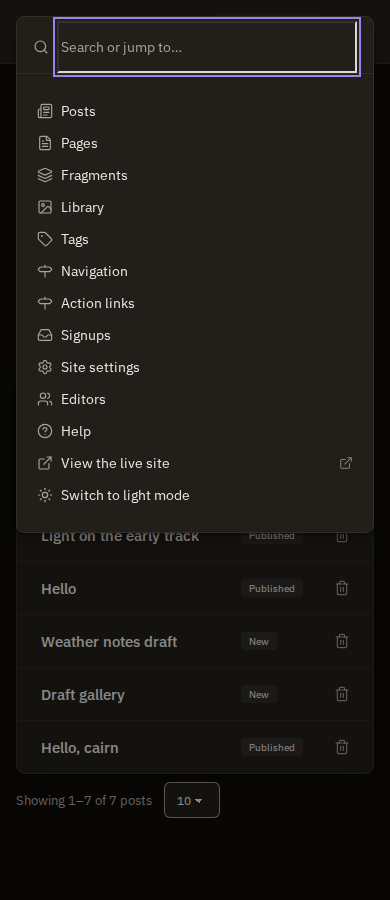 Search or jump to...
Posts
Pages
Fragments
Library
Tags
Navigation
Action links
Signups
Site settings
Editors
Help
View the live site
Switch to light mode
Light on the early track Published
Hello Published
Weather notes draft New
Draft gallery New
Hello, cairn Published
Showing 1–7 of 7 posts 10